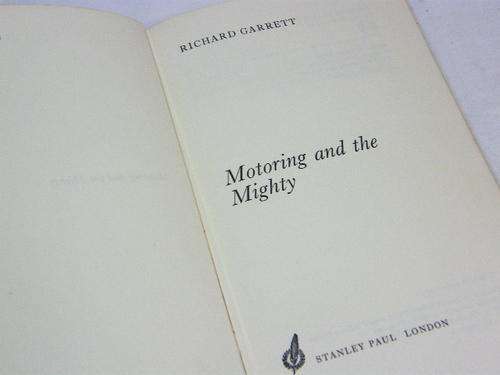 RICHARD GARRETT
Motoring and the
Mighty
STANLEY PAUL LONDON